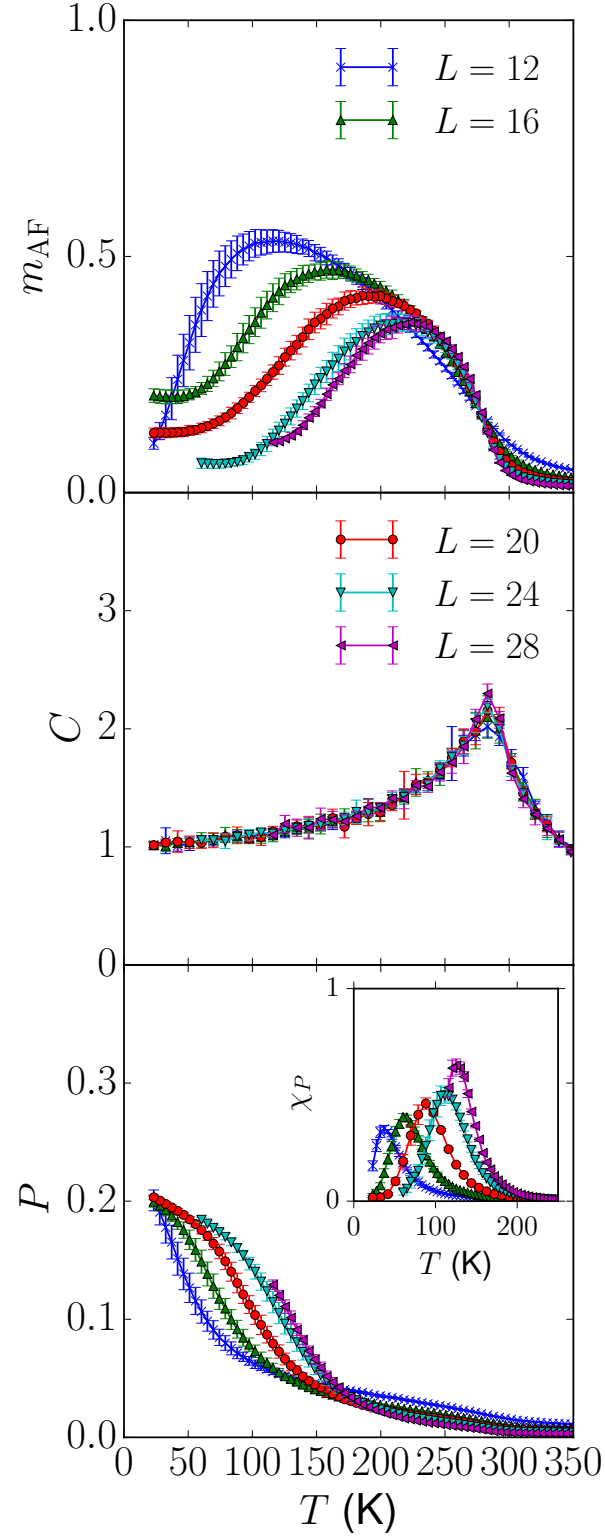 1.0
L = 12
L = 16
m_AF
0.5
0.0
L = 20
3
L = 24
L = 28
C
2
1
0
1
0.3
χ_P
P
0.2
0
0 100 200
T (K)
0.1
0.0
0 50 100 150 200 250 300 350
T (K)